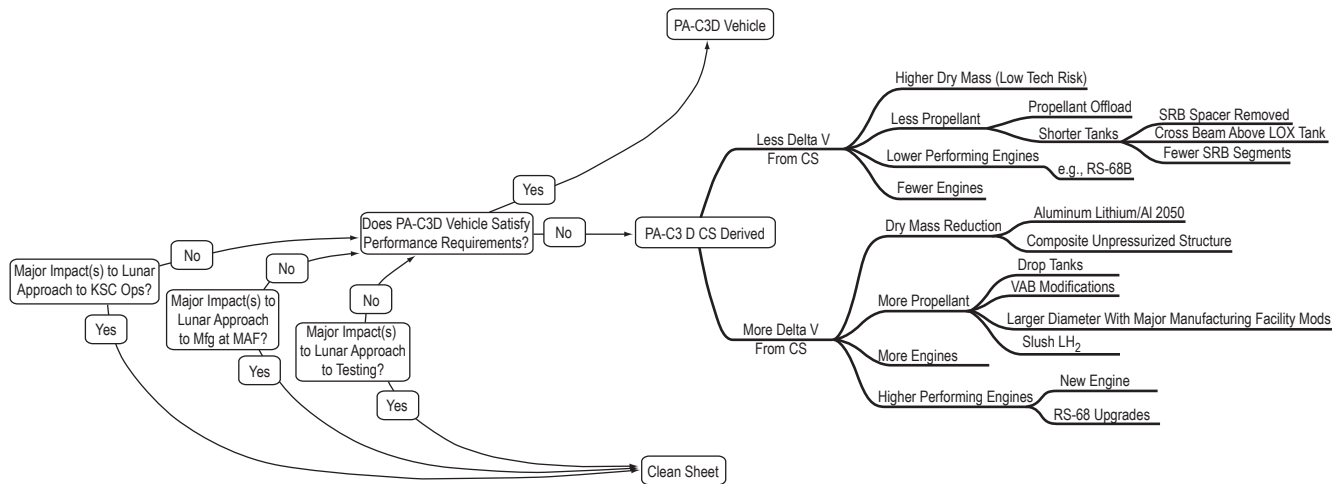 PA-C3D Vehicle
Yes
Does PA-C3D Vehicle Satisfy
Performance Requirements?
No
PA-C3 D CS Derived
No
Major Impact(s) to Lunar
Approach to KSC Ops?
Yes
No
Major Impact(s) to
Lunar Approach
to Mfg at MAF?
Yes
No
Major Impact(s)
to Lunar Approach
to Testing?
Yes
Clean Sheet
Less Delta V
From CS
Higher Dry Mass (Low Tech Risk)
Less Propellant
Propellant Offload
Shorter Tanks
SRB Spacer Removed
Cross Beam Above LOX Tank
Fewer SRB Segments
Lower Performing Engines
e.g., RS-68B
Fewer Engines
More Delta V
From CS
Dry Mass Reduction
Aluminum Lithium/Al 2050
Composite Unpressurized Structure
More Propellant
Drop Tanks
VAB Modifications
Larger Diameter With Major Manufacturing Facility Mods
Slush LH2
More Engines
Higher Performing Engines
New Engine
RS-68 Upgrades